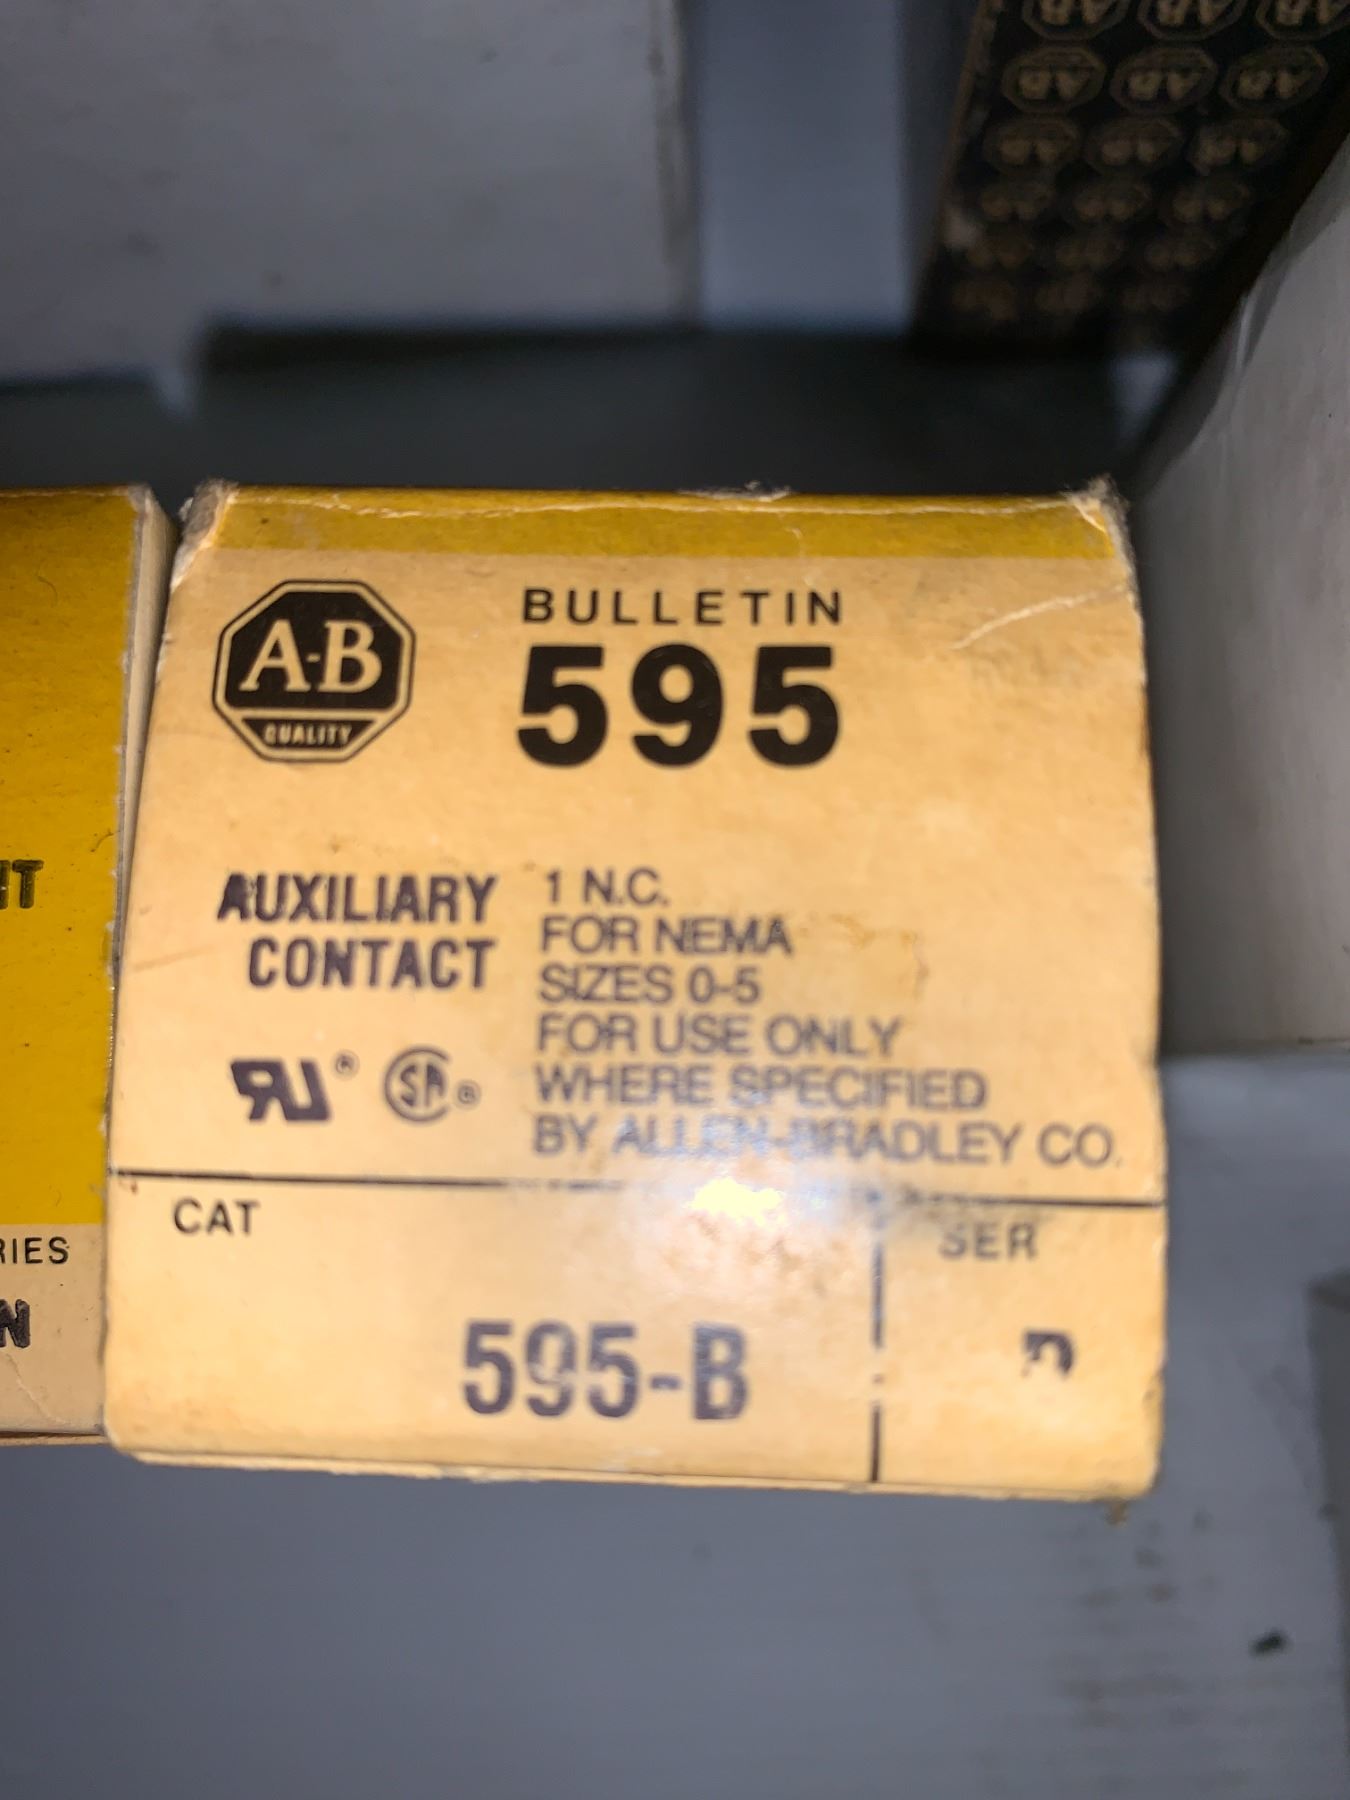 A-B
QUALITY
BULLETIN
595
AUXILIARY
CONTACT
1 N.C.
FOR NEMA
SIZES 0-5
FOR USE ONLY
WHERE SPECIFIED
BY ALLEN-BRADLEY CO.
CAT
595-B
SER